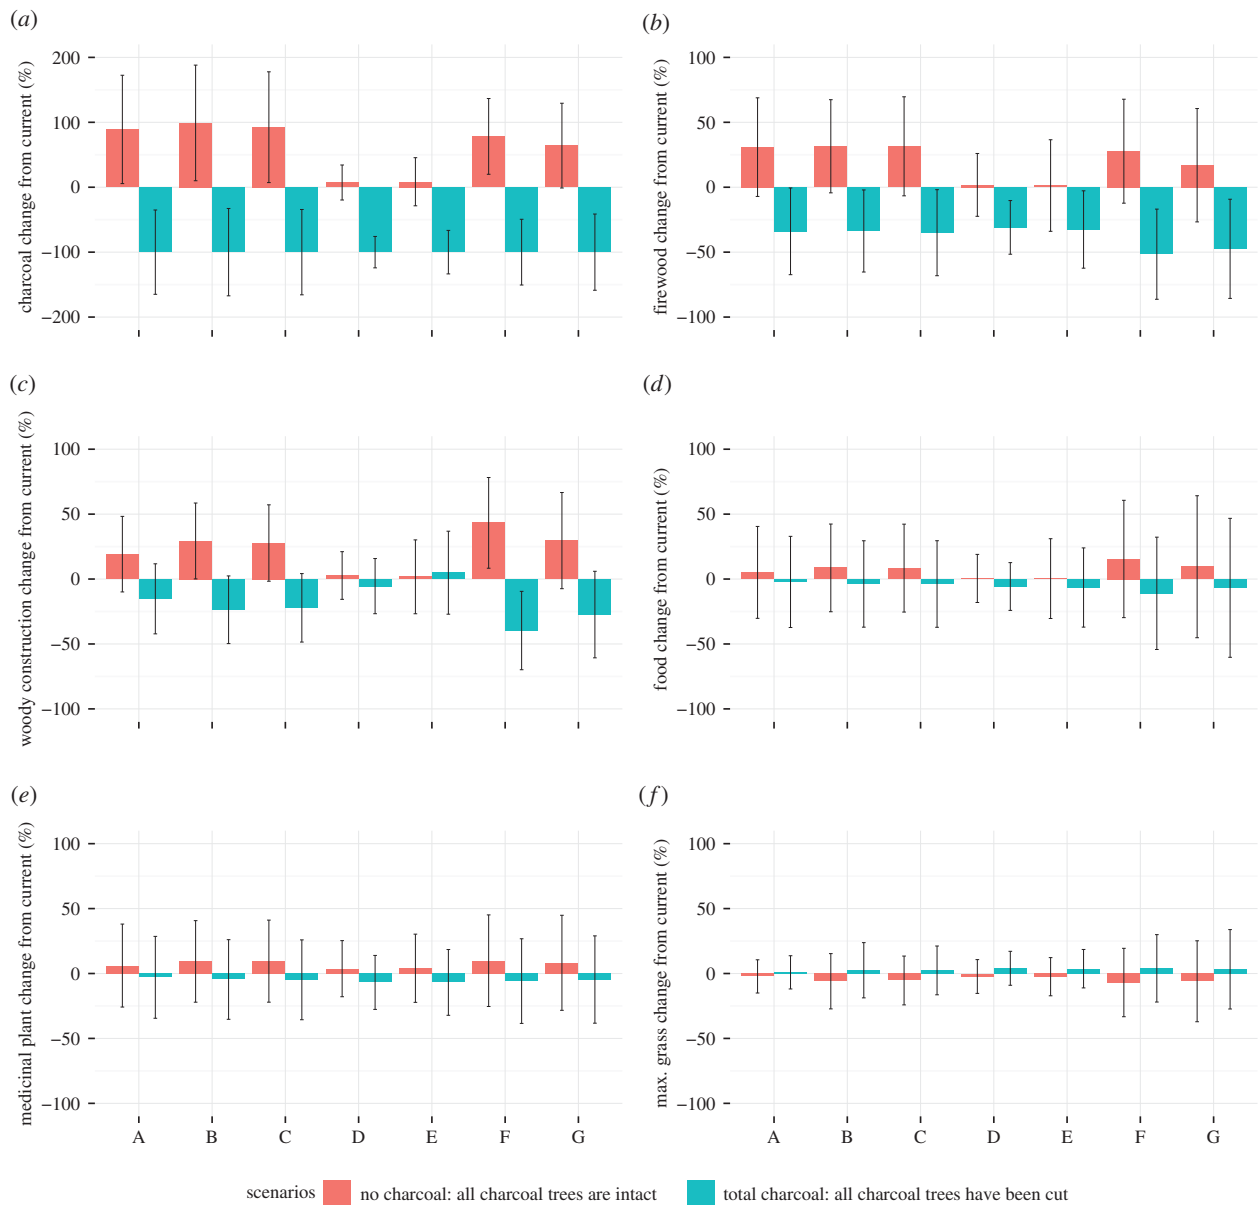 (a)
charcoal change from current (%)
200
100
0
−100
−200
(b)
firewood change from current (%)
100
50
0
−50
−100
(c)
woody construction change from current (%)
100
50
0
−50
−100
A B C D E F G
(d)
food change from current (%)
100
50
0
−50
−100
A B C D E F G
(e)
medicinal plant change from current (%)
100
50
0
−50
−100
A B C D E F G
(f)
max. grass change from current (%)
100
50
0
−50
−100
A B C D E F G
scenarios no charcoal: all charcoal trees are intact total charcoal: all charcoal trees have been cut